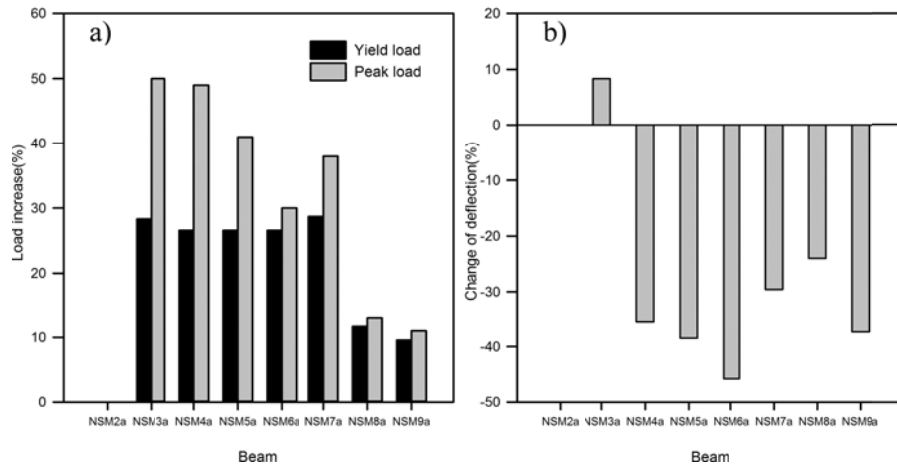 a)
Yield load
Peak load
Load increase(%)
60
50
40
30
20
10
0
NSM2a NSM3a NSM4a NSM5a NSM6a NSM7a NSM8a NSM9a
Beam
b)
Change of deflection(%)
20
10
0
-10
-20
-30
-40
-50
NSM2a NSM3a NSM4a NSM5a NSM6a NSM7a NSM8a NSM9a
Beam